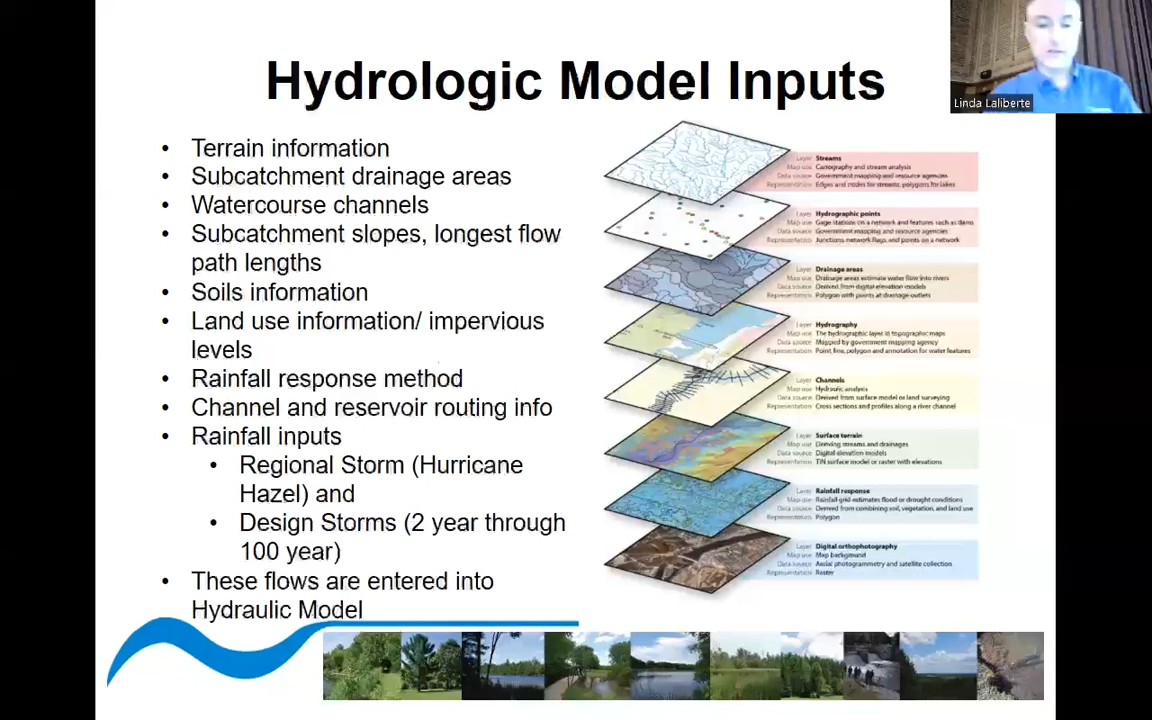 Hydrologic Model Inputs
Linda Laliberte
• Terrain information
• Subcatchment drainage areas
• Watercourse channels
• Subcatchment slopes, longest flow
path lengths
• Soils information
• Land use information/ impervious
levels
• Rainfall response method
• Channel and reservoir routing info
• Rainfall inputs
• Regional Storm (Hurricane
Hazel) and
• Design Storms (2 year through
100 year)
• These flows are entered into
Hydraulic Model
Layer Streams
Map use Cartography and stream analysis
Data source Government mapping and resource agencies
Representation Edges and nodes for streams, polygons for lakes
Layer Hydrographic points
Map use Gage stations on a network and features such as dams
Data source Government mapping and resource agencies
Representation Junctions, network flags, and points on a network
Layer Drainage areas
Map use Drainage areas estimate water flow into rivers
Data source Derived from digital elevation models
Representation Polygon with points at drainage outlets
Layer Hydrography
Map use The hydrographic layer in topographic maps
Data source Mapped by government mapping agency
Representation Point, line, polygon and annotation for water features
Layer Channels
Map use Hydraulic analysis
Data source Derived from surface model or land surveying
Representation Cross sections and profiles along a river channel
Layer Surface terrain
Map use Deriving streams and drainages
Data source Digital elevation models
Representation TIN surface model or raster with elevations
Layer Rainfall response
Map use Rainfall grid estimates flood or drought conditions
Data source Derived from combining soil, vegetation, and land use
Representation Polygon
Layer Digital orthophotography
Map use Map background
Data source Aerial photogrammetry and satellite collection
Representation Raster